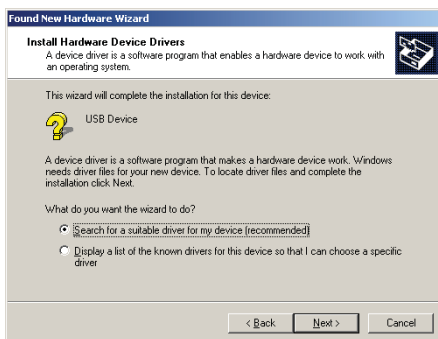 Found New Hardware Wizard
Install Hardware Device Drivers
A device driver is a software program that enables a hardware device to work with
an operating system.
This wizard will complete the installation for this device:
USB Device
A device driver is a software program that makes a hardware device work. Windows
needs driver files for your new device. To locate driver files and complete the
installation click Next.
What do you want the wizard to do?
Search for a suitable driver for my device (recommended)
Display a list of the known drivers for this device so that I can choose a specific
driver
< Back Next > Cancel